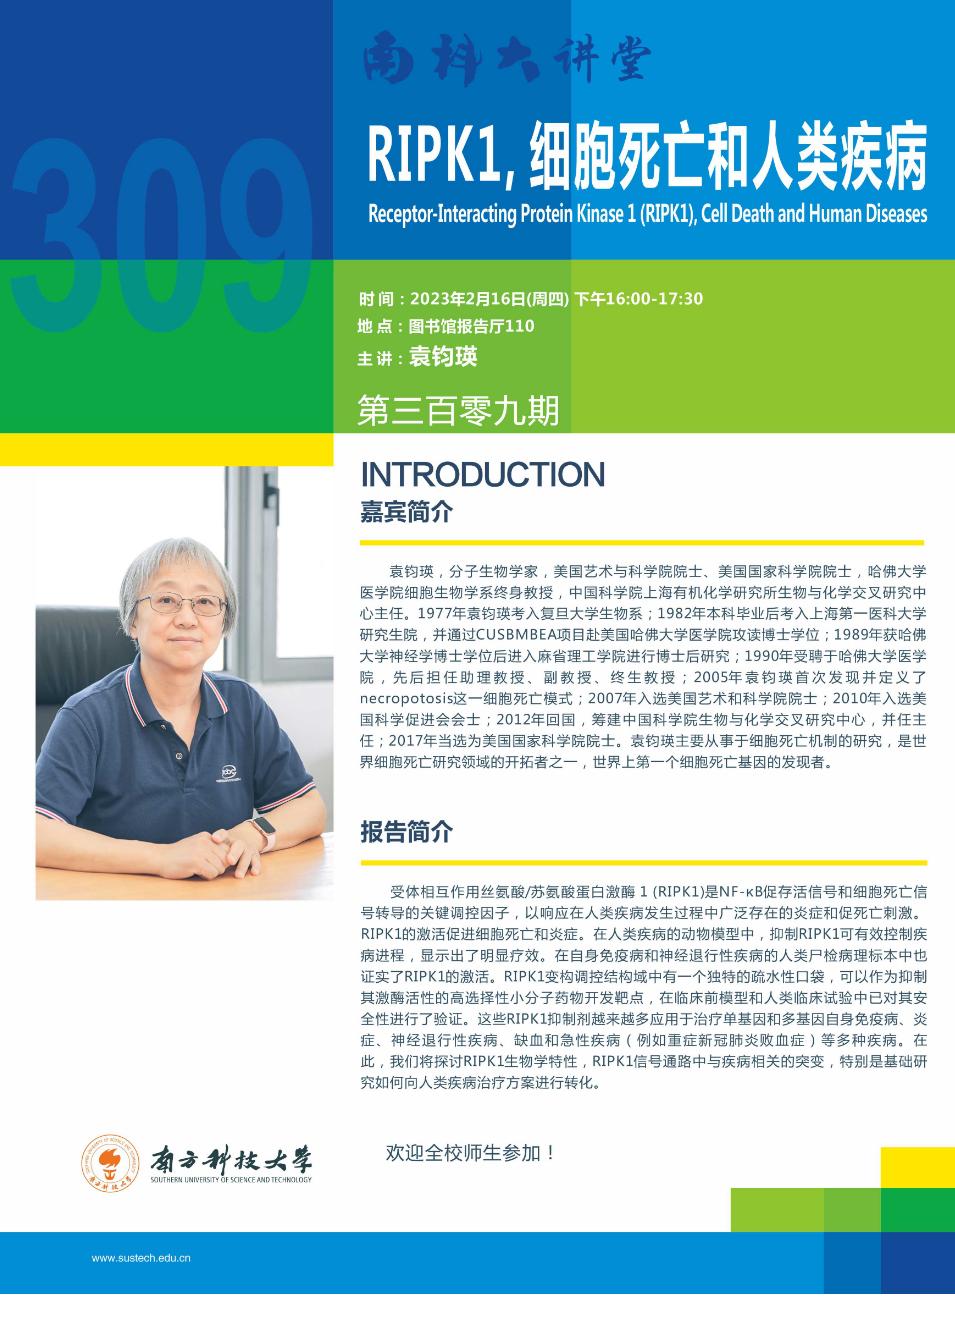 南科大讲堂
309
RIPK1, 细胞死亡和人类疾病
Receptor-Interacting Protein Kinase 1 (RIPK1), Cell Death and Human Diseases
时 间：2023年2月16日(周四) 下午16:00-17:30
地 点：图书馆报告厅110
主 讲：袁钧瑛
第三百零九期
INTRODUCTION
嘉宾简介
袁钧瑛，分子生物学家，美国艺术与科学院院士、美国国家科学院院士，哈佛大学
医学院细胞生物学系终身教授，中国科学院上海有机化学研究所生物与化学交叉研究中
心主任。1977年袁钧瑛考入复旦大学生物系；1982年本科毕业后考入上海第一医科大学
研究生院，并通过CUSBMBEA项目赴美国哈佛大学医学院攻读博士学位；1989年获哈佛
大学神经学博士学位后进入麻省理工学院进行博士后研究；1990年受聘于哈佛大学医学
院，先后担任助理教授、副教授、终生教授；2005年袁钧瑛首次发现并定义了
necropotosis这一细胞死亡模式；2007年入选美国艺术和科学院院士；2010年入选美
国科学促进会会士；2012年回国，筹建中国科学院生物与化学交叉研究中心，并任主
任；2017年当选为美国国家科学院院士。袁钧瑛主要从事于细胞死亡机制的研究，是世
界细胞死亡研究领域的开拓者之一，世界上第一个细胞死亡基因的发现者。
报告简介
受体相互作用丝氨酸/苏氨酸蛋白激酶 1 (RIPK1)是NF-κB促存活信号和细胞死亡信
号转导的关键调控因子，以响应在人类疾病发生过程中广泛存在的炎症和促死亡刺激。
RIPK1的激活促进细胞死亡和炎症。在人类疾病的动物模型中，抑制RIPK1可有效控制疾
病进程，显示出了明显疗效。在自身免疫病和神经退行性疾病的人类尸检病理标本中也
证实了RIPK1的激活。RIPK1变构调控结构域中有一个独特的疏水性口袋，可以作为抑制
其激酶活性的高选择性小分子药物开发靶点，在临床前模型和人类临床试验中已对其安
全性进行了验证。这些RIPK1抑制剂越来越多应用于治疗单基因和多基因自身免疫病、炎
症、神经退行性疾病、缺血和急性疾病（例如重症新冠肺炎败血症）等多种疾病。在
此，我们将探讨RIPK1生物学特性，RIPK1信号通路中与疾病相关的突变，特别是基础研
究如何向人类疾病治疗方案进行转化。
欢迎全校师生参加！
南方科技大学
SOUTHERN UNIVERSITY OF SCIENCE AND TECHNOLOGY
www.sustech.edu.cn